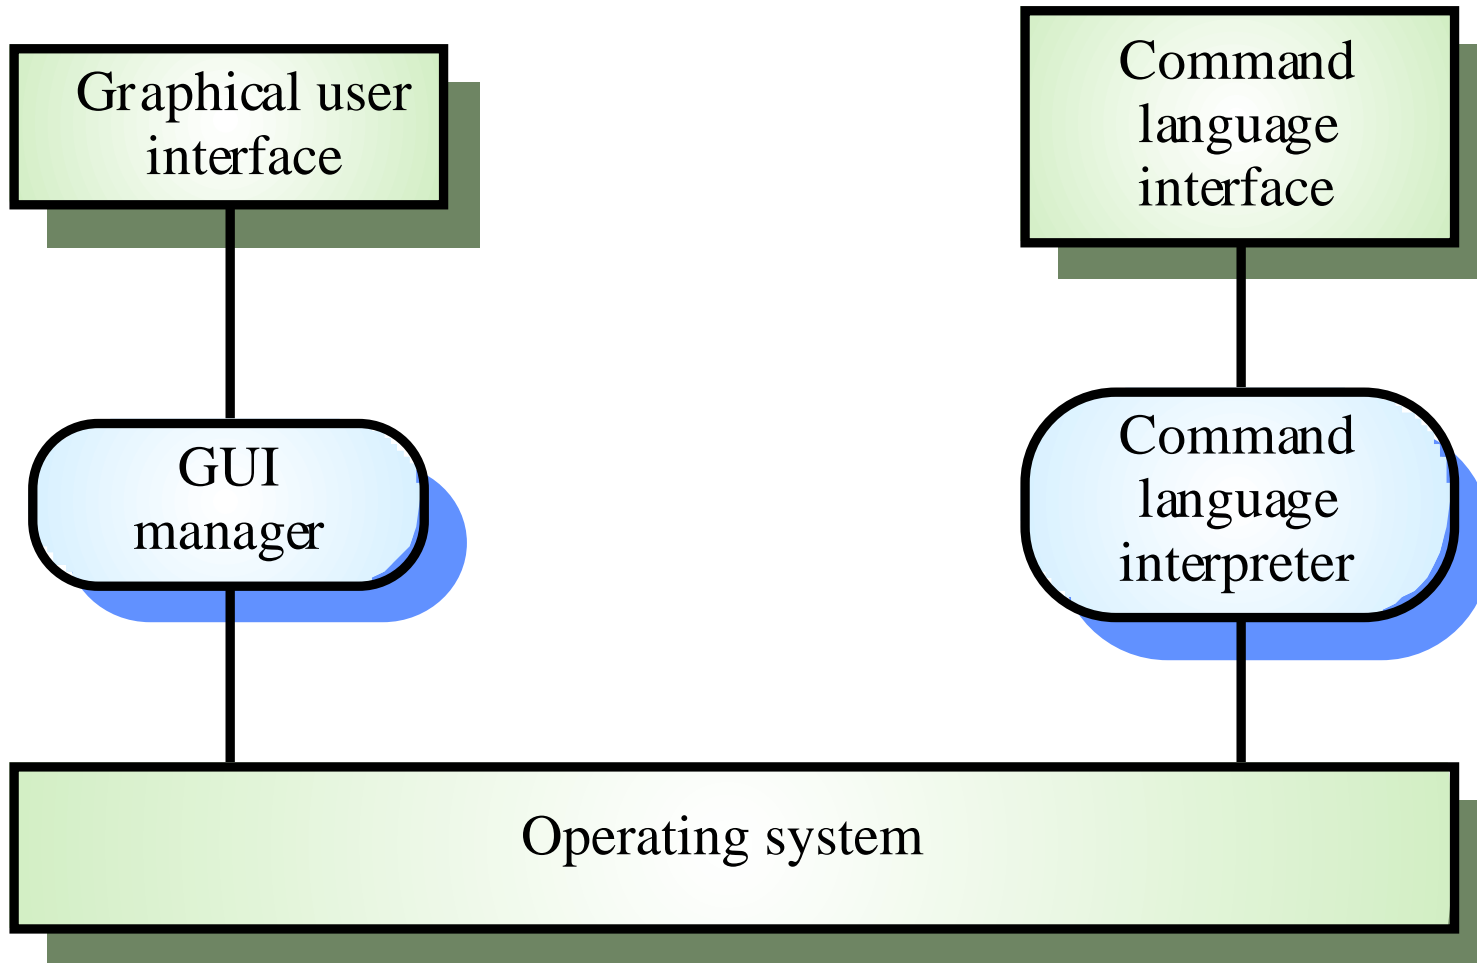 Graphical user
interface
Command
language
interface
GUI
manager
Command
language
interpreter
Operating system